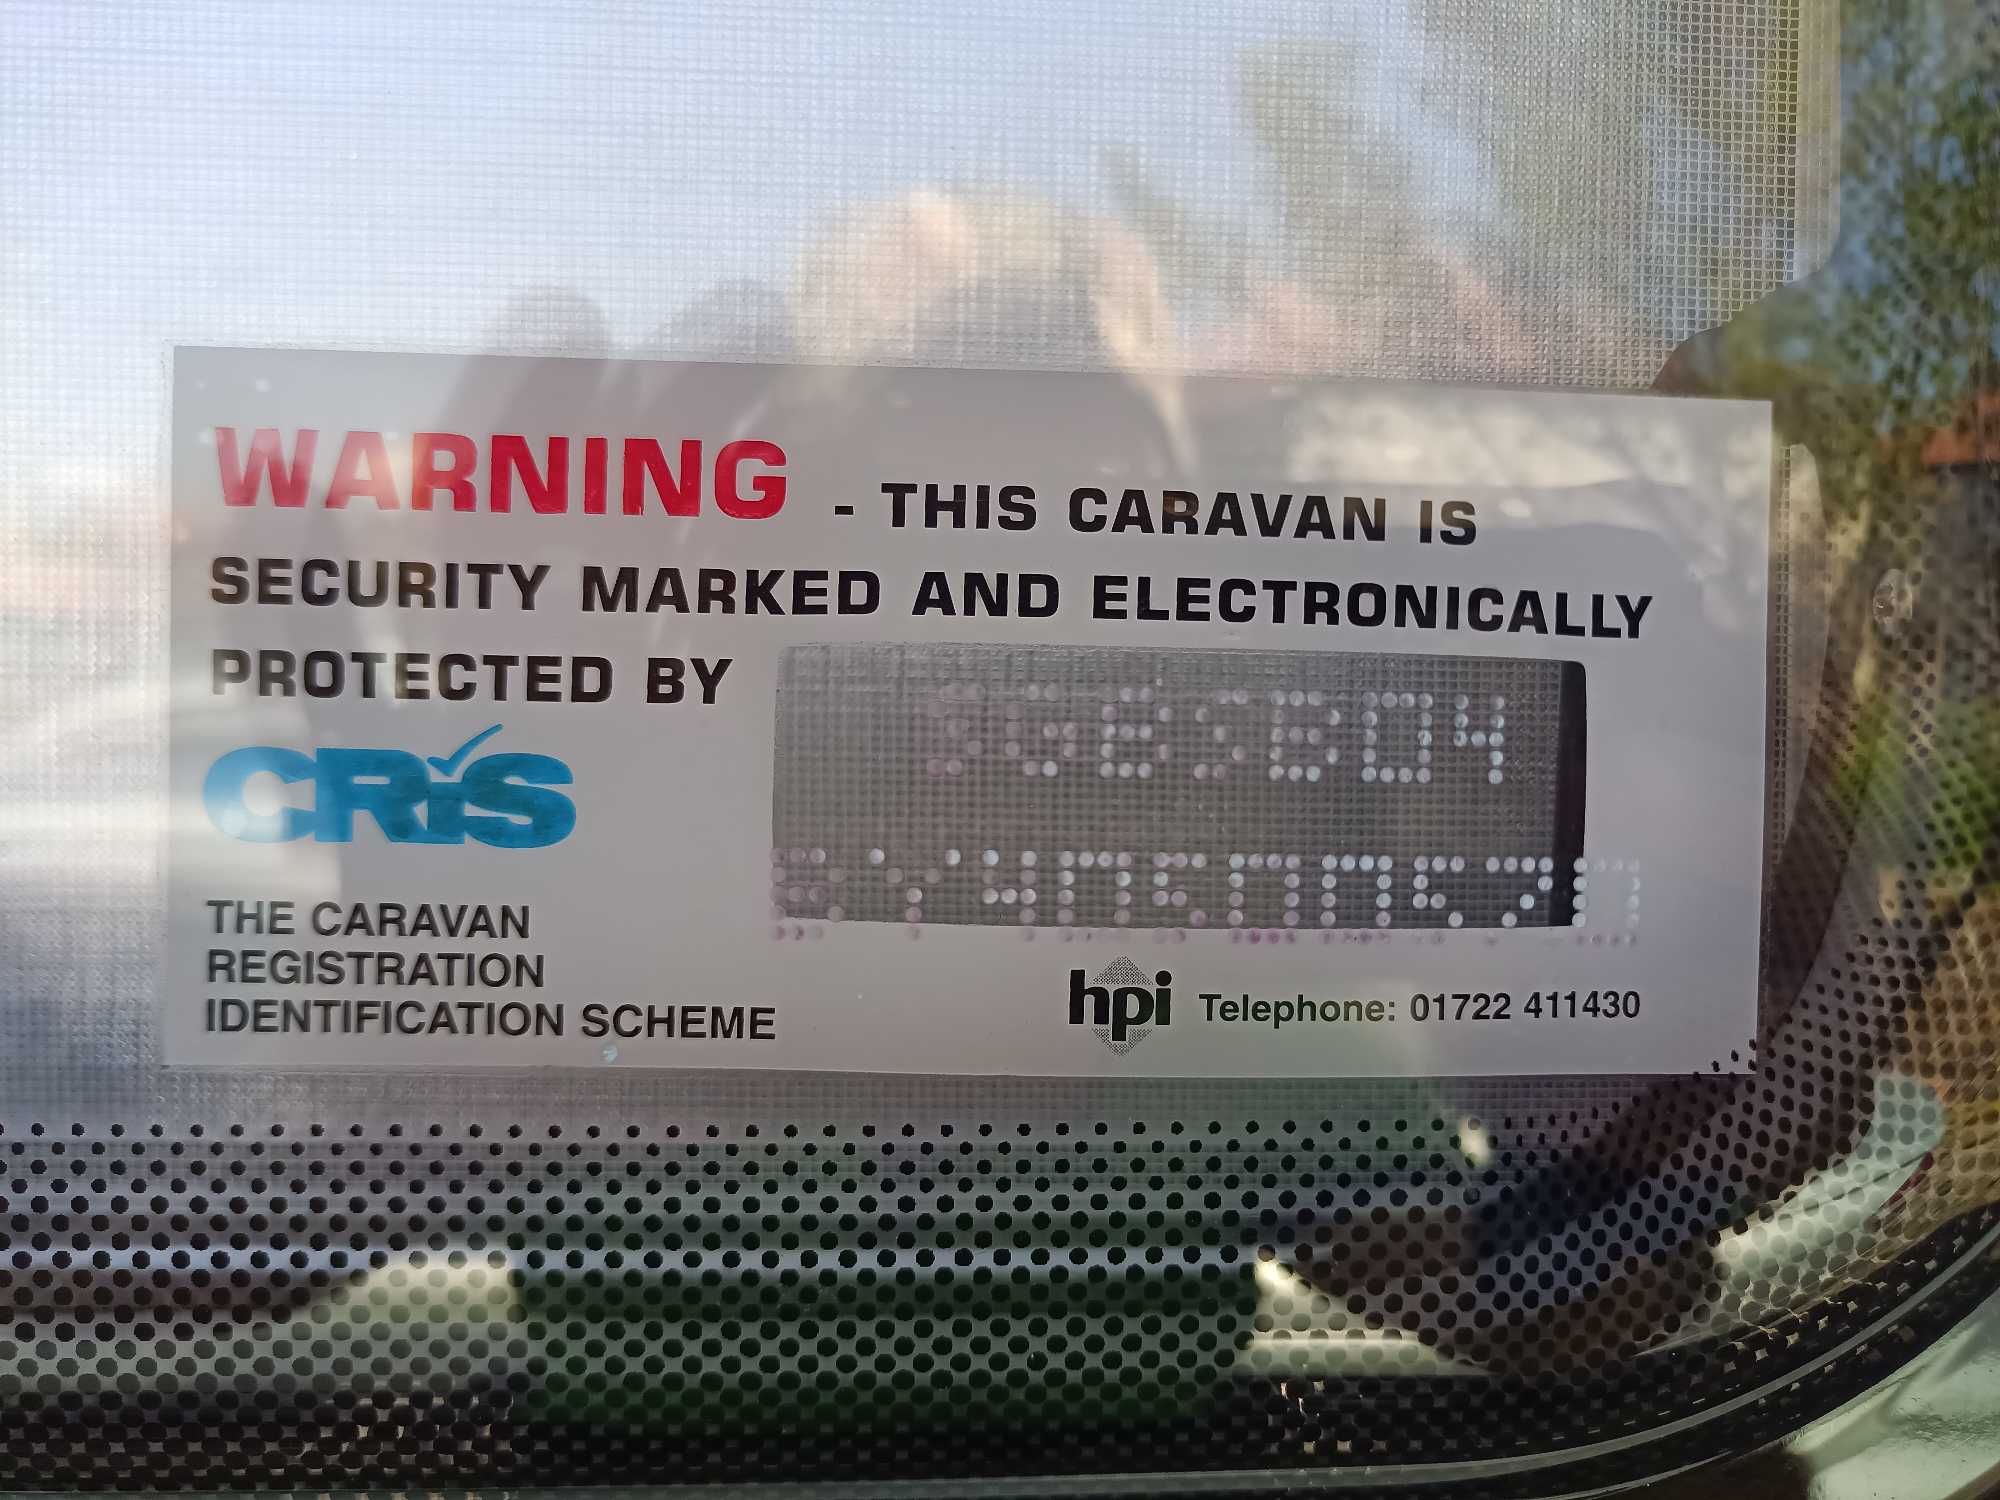 WARNING - THIS CARAVAN IS
SECURITY MARKED AND ELECTRONICALLY
PROTECTED BY
CRiS
THE CARAVAN
REGISTRATION
IDENTIFICATION SCHEME
hpi Telephone: 01722 411430